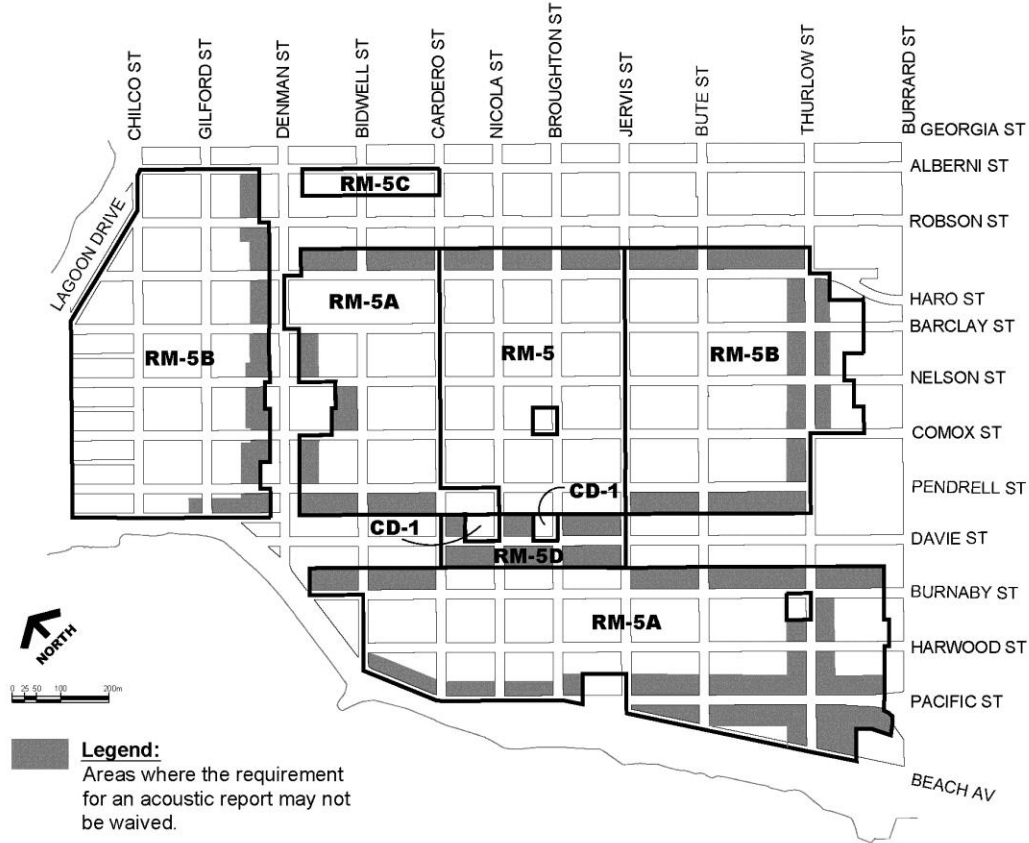 CHILCO ST
GILFORD ST
DENMAN ST
BIDWELL ST
CARDERO ST
NICOLA ST
BROUGHTON ST
JERVIS ST
BUTE ST
THURLOW ST
BURRARD ST
GEORGIA ST
ALBERNI ST
RM-5C
ROBSON ST
LAGOON DRIVE
HARO ST
RM-5A
BARCLAY ST
RM-5B
RM-5
RM-5B
NELSON ST
COMOX ST
PENDRELL ST
CD-1
CD-1
DAVIE ST
RM-5D
BURNABY ST
RM-5A
HARWOOD ST
NORTH
0 25 50 100 200m
PACIFIC ST
Legend:
Areas where the requirement
for an acoustic report may not
be waived.
BEACH AV